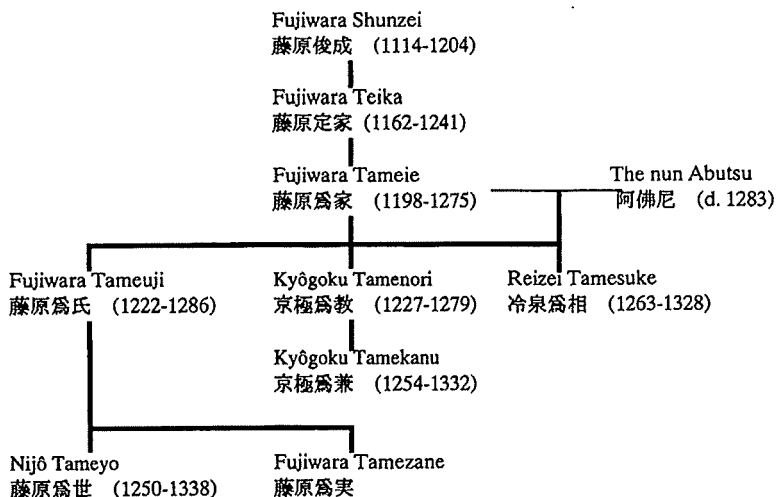 Fujiwara Shunzei
藤原俊成 (1114-1204)
Fujiwara Teika
藤原定家 (1162-1241)
Fujiwara Tameie
藤原爲家 (1198-1275)
The nun Abutsu
阿佛尼 (d. 1283)
Fujiwara Tameuji
藤原爲氏 (1222-1286)
Kyôgoku Tamenori
京極爲教 (1227-1279)
Reizei Tamesuke
冷泉爲相 (1263-1328)
Kyôgoku Tamekanu
京極爲兼 (1254-1332)
Nijô Tameyo
藤原爲世 (1250-1338)
Fujiwara Tamezane
藤原爲実